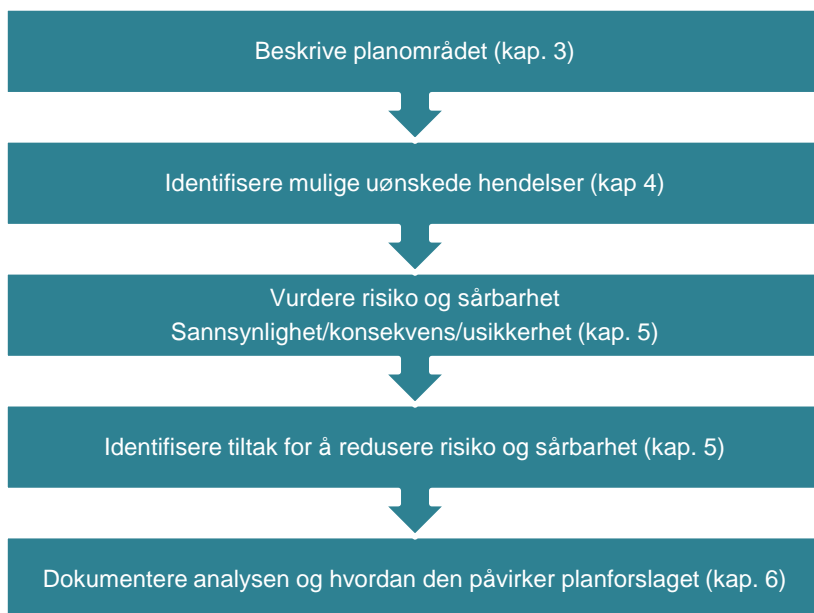 Beskrive planområdet (kap. 3)
Identifisere mulige uønskede hendelser (kap 4)
Vurdere risiko og sårbarhet
Sannsynlighet/konsekvens/usikkerhet (kap. 5)
Identifisere tiltak for å redusere risiko og sårbarhet (kap. 5)
Dokumentere analysen og hvordan den påvirker planforslaget (kap. 6)